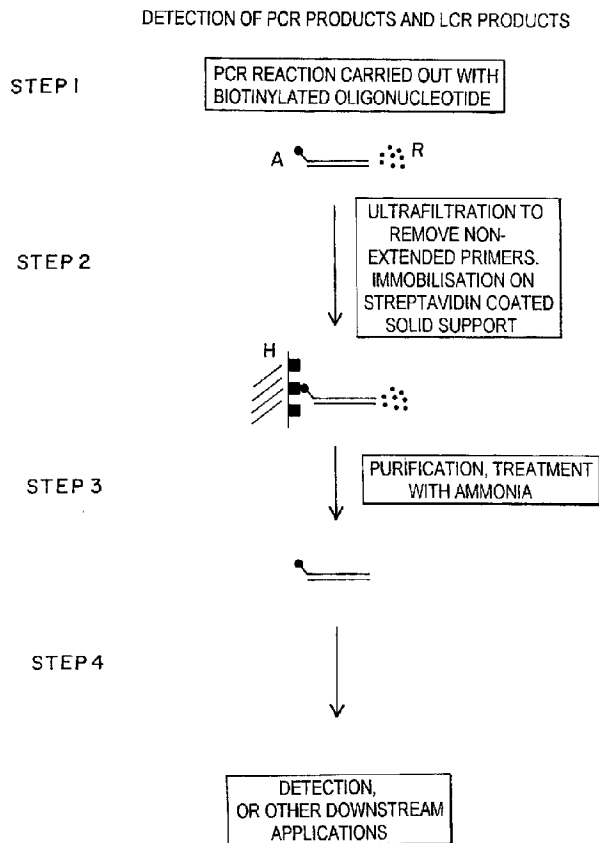 DETECTION OF PCR PRODUCTS AND LCR PRODUCTS
STEP 1
PCR REACTION CARRIED OUT WITH
BIOTINYLATED OLIGONUCLEOTIDE
A
R
STEP 2
ULTRAFILTRATION TO
REMOVE NON-
EXTENDED PRIMERS.
IMMOBILISATION ON
STREPTAVIDIN COATED
SOLID SUPPORT
H
STEP 3
PURIFICATION, TREATMENT
WITH AMMONIA
STEP 4
DETECTION,
OR OTHER DOWNSTREAM
APPLICATIONS